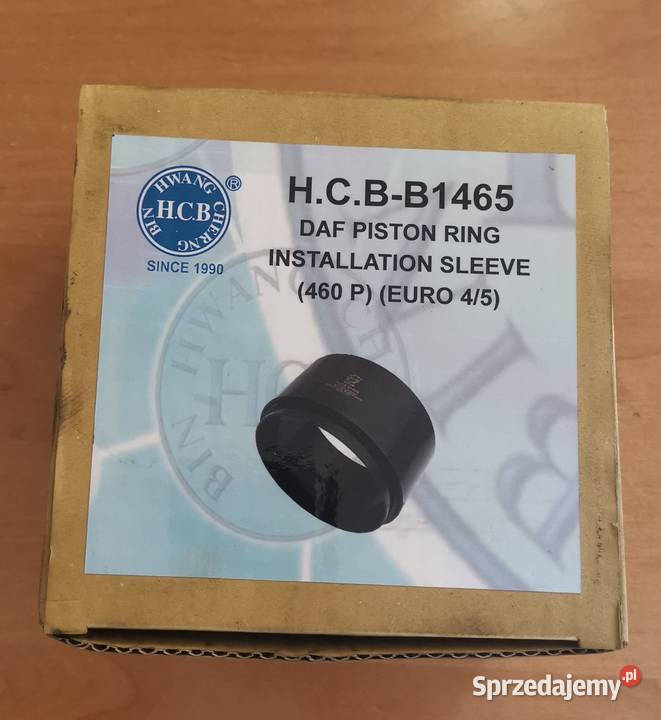 HWANG CHERNG BIN
H.C.B
®
SINCE 1990
H.C.B-B1465
DAF PISTON RING
INSTALLATION SLEEVE
(460 P) (EURO 4/5)
Sprzedajemy.pl